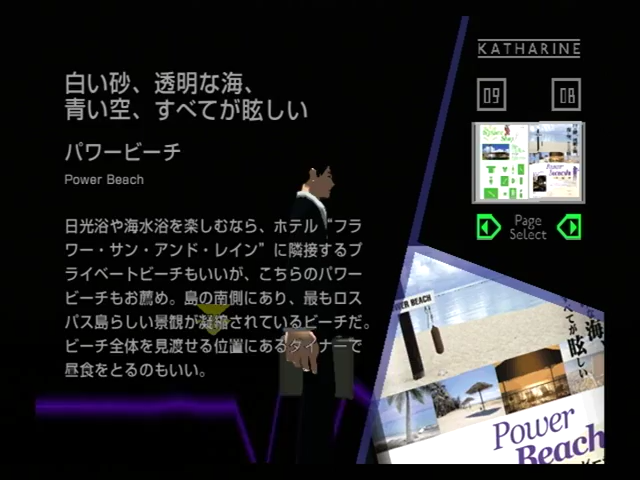 白い砂、透明な海、
青い空、すべてが眩しい
パワービーチ
Power Beach
日光浴や海水浴を楽しむなら、ホテル“フラ
ワー・サン・アンド・レイン”に隣接するプ
ライベートビーチもいいが、こちらのパワー
ビーチもお薦め。島の南側にあり、最もロス
パス島らしい景観が凝縮されているビーチだ。
ビーチ全体を見渡せる位置にあるダイナーで
昼食をとるのもいい。
KATHARINE
09 08
Page
Select
POWER BEACH
な海、
べてが眩しい
Power
Beach